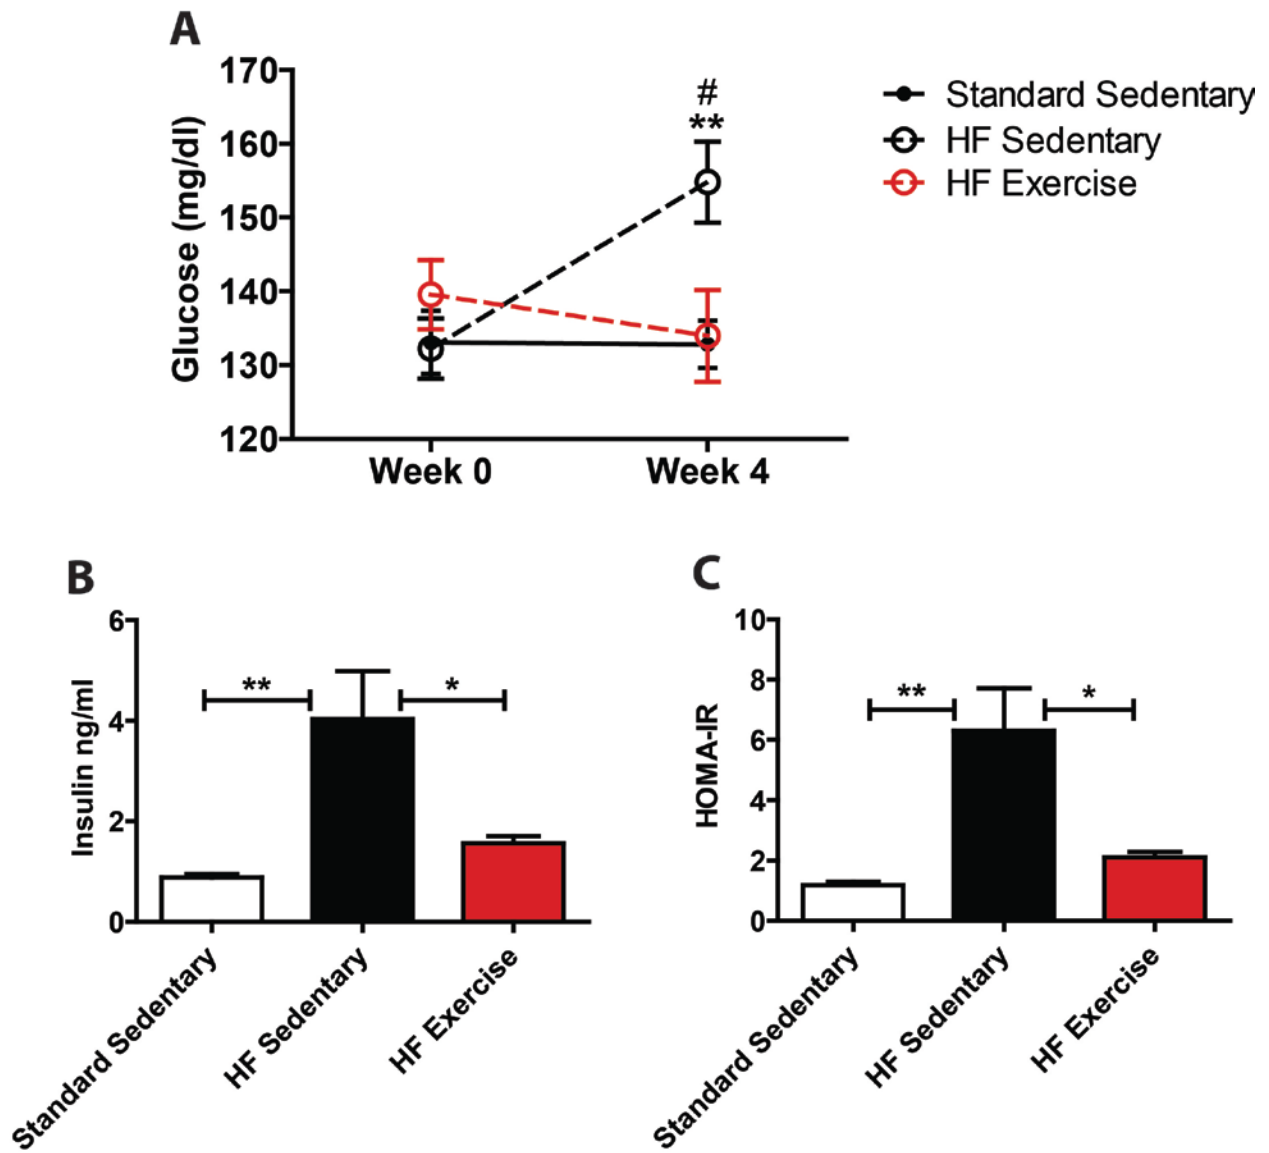 A
170
160
150
140
130
120
Glucose (mg/dl)
#
**
Week 0
Week 4
Standard Sedentary
HF Sedentary
HF Exercise
B
6
4
2
0
Insulin ng/ml
**
*
Standard Sedentary
HF Sedentary
HF Exercise
C
10
8
6
4
2
0
HOMA-IR
**
*
Standard Sedentary
HF Sedentary
HF Exercise